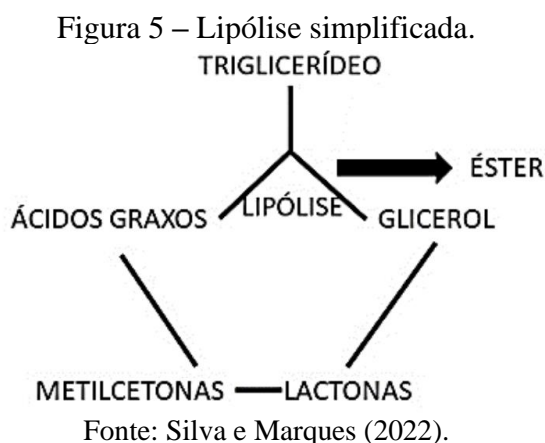 Figura 5 – Lipólise simplificada.
TRIGLICERÍDEO
ÉSTER
LIPÓLISE
ÁCIDOS GRAXOS
GLICEROL
METILCETONAS
LACTONAS
Fonte: Silva e Marques (2022).